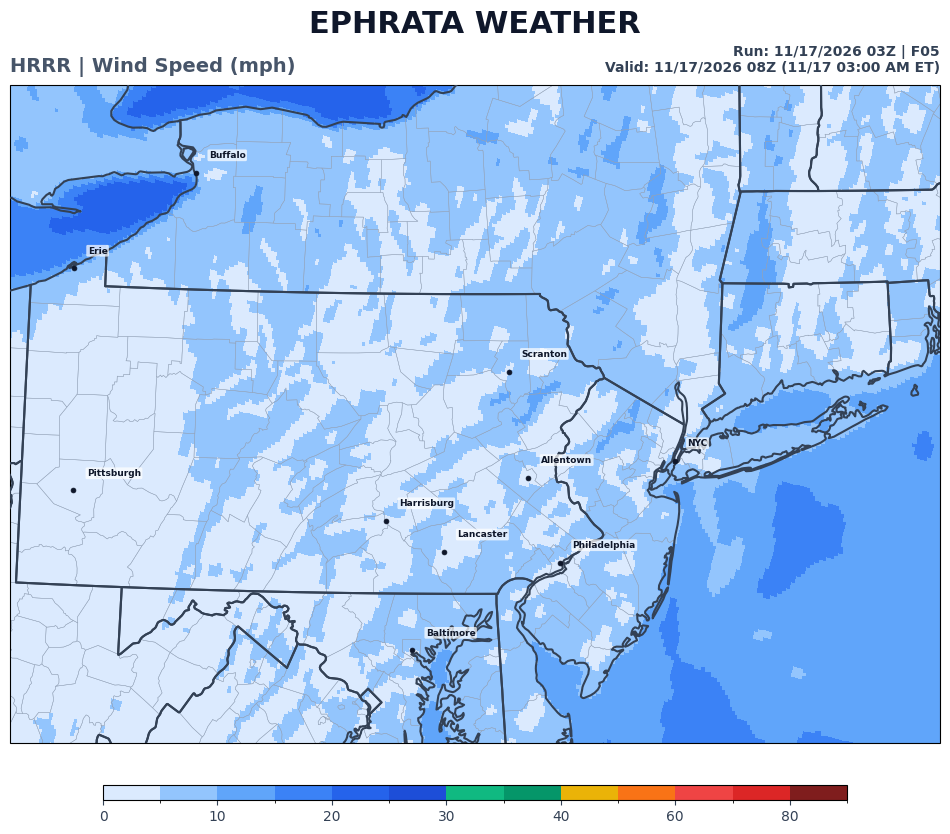 EPHRATA WEATHER
HRRR | Wind Speed (mph)
Run: 11/17/2026 03Z | F05
Valid: 11/17/2026 08Z (11/17 03:00 AM ET)
Buffalo
Erie
Scranton
NYC
Allentown
Pittsburgh
Harrisburg
Lancaster
Philadelphia
Baltimore
0 10 20 30 40 50 60 70 80